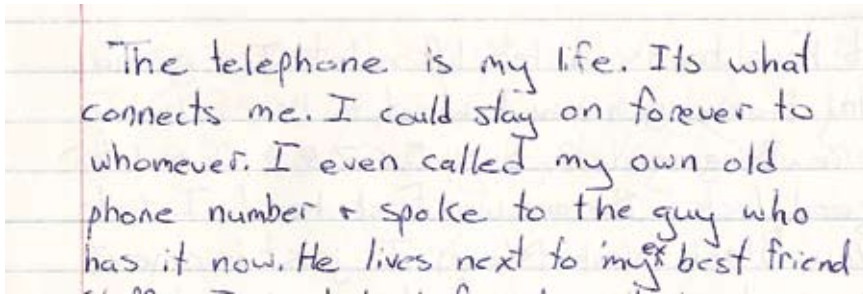 The telephone is my life. Its what
connects me. I could stay on forever to
whomever. I even called my own old
phone number + spoke to the guy who
has it now. He lives next to my ex best friend